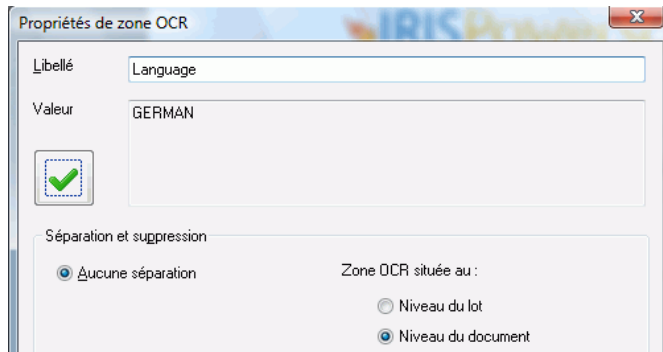 Propriétés de zone OCR
IRISPower
Libellé
Language
Valeur
GERMAN
Séparation et suppression
Aucune séparation
Zone OCR située au :
Niveau du lot
Niveau du document